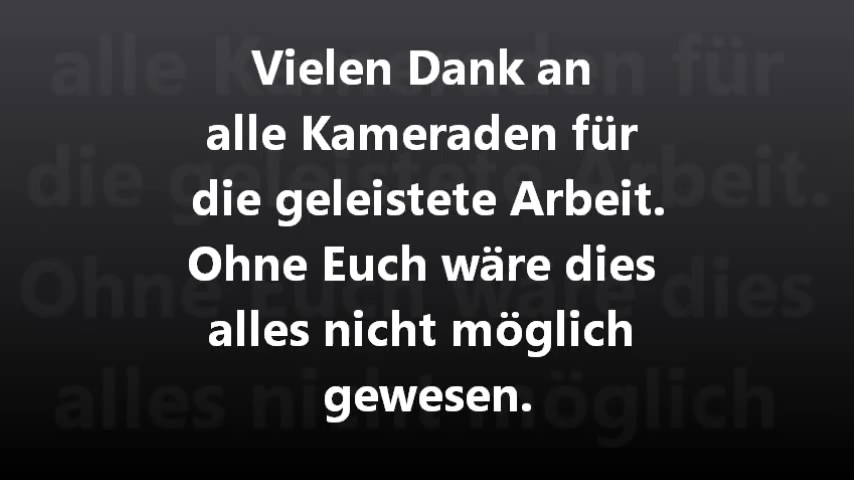 Vielen Dank an
alle Kameraden für
die geleistete Arbeit.
Ohne Euch wäre dies
alles nicht möglich
gewesen.